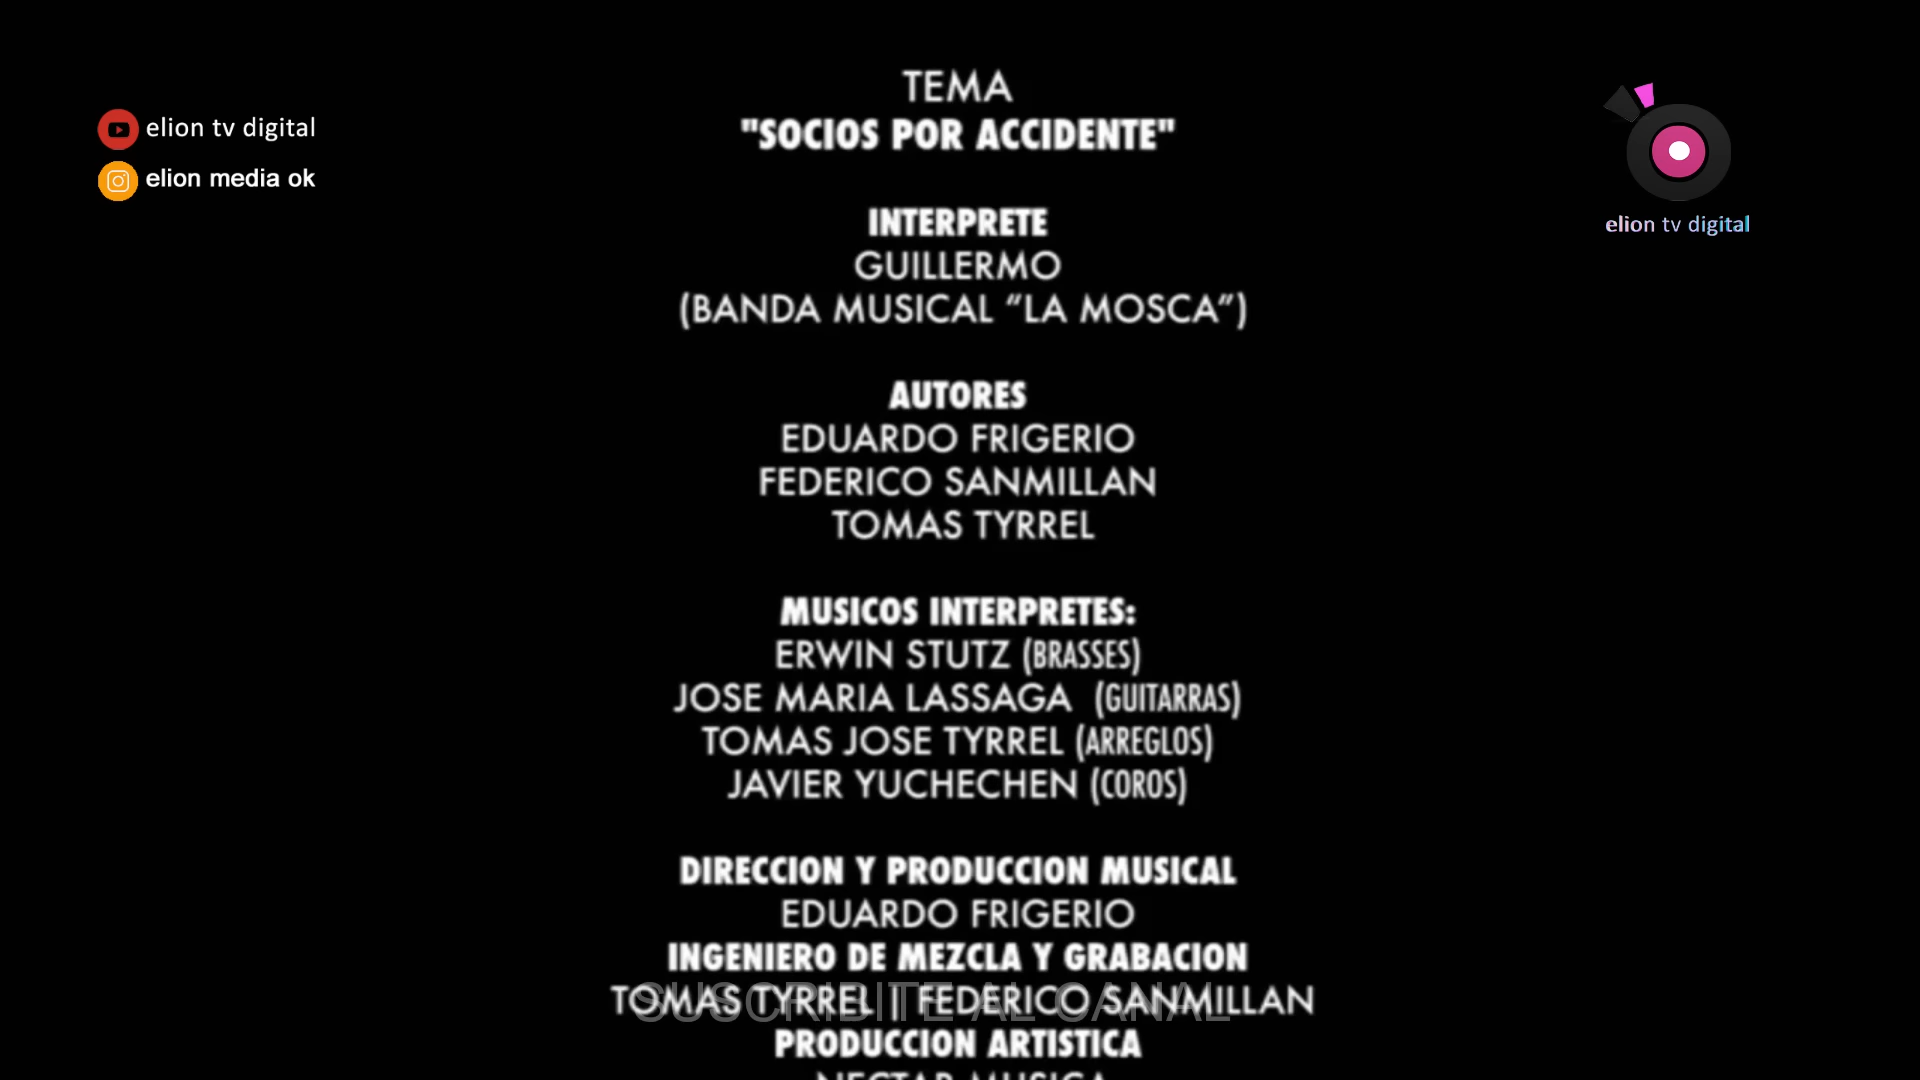 elion tv digital
elion media ok
elion tv digital
TEMA
"SOCIOS POR ACCIDENTE"
INTERPRETE
GUILLERMO
(BANDA MUSICAL “LA MOSCA”)
AUTORES
EDUARDO FRIGERIO
FEDERICO SANMILLAN
TOMAS TYRREL
MUSICOS INTERPRETES:
ERWIN STUTZ (BRASSES)
JOSE MARIA LASSAGA (GUITARRAS)
TOMAS JOSE TYRREL (ARREGLOS)
JAVIER YUCHECHEN (COROS)
DIRECCION Y PRODUCCION MUSICAL
EDUARDO FRIGERIO
INGENIERO DE MEZCLA Y GRABACION
TOMAS TYRREL | FEDERICO SANMILLAN
SUSCRIBITE AL CANAL
PRODUCCION ARTISTICA
NECTAR MUSICA